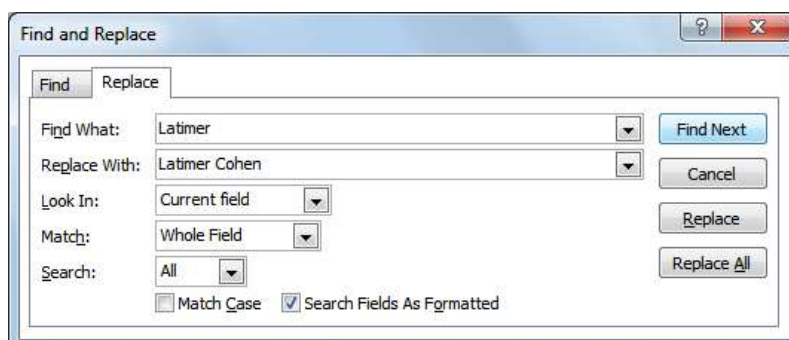 Find and Replace
Find Replace
Find What: Latimer Find Next
Replace With: Latimer Cohen Cancel
Look In: Current field
Match: Whole Field Replace
Search: All Replace All
Match Case Search Fields As Formatted